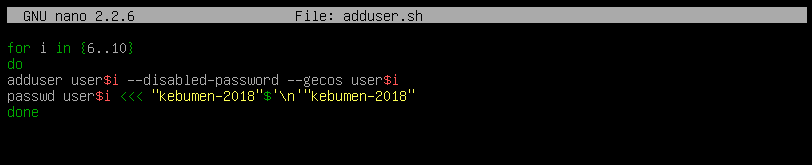 GNU nano 2.2.6 File: adduser.sh
for i in {6..10}
do
adduser user$i --disabled-password --gecos user$i
passwd user$i <<< "kebumen-2018"$'\n'"kebumen-2018"
done